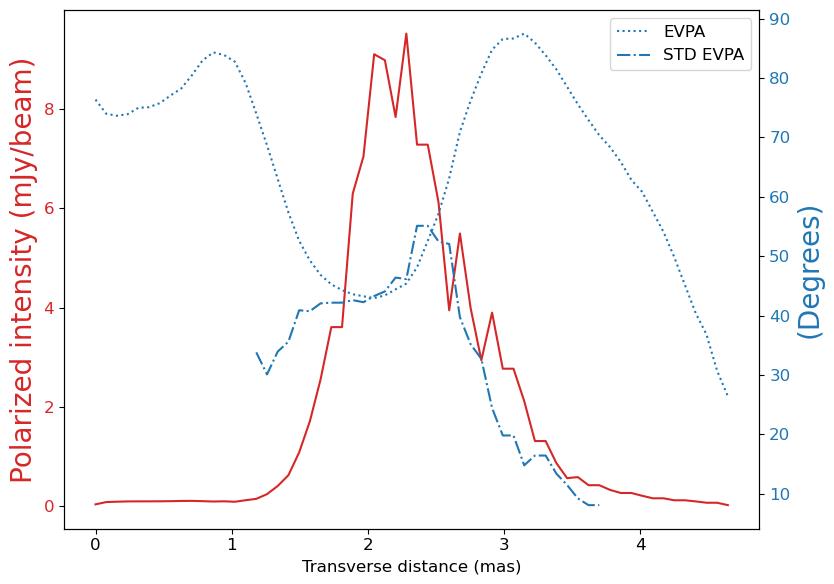 EVPA
STD EVPA
Polarized intensity (mJy/beam)
8
6
4
2
0
90
80
70
60
50
40
30
20
10
(Degrees)
0 1 2 3 4
Transverse distance (mas)